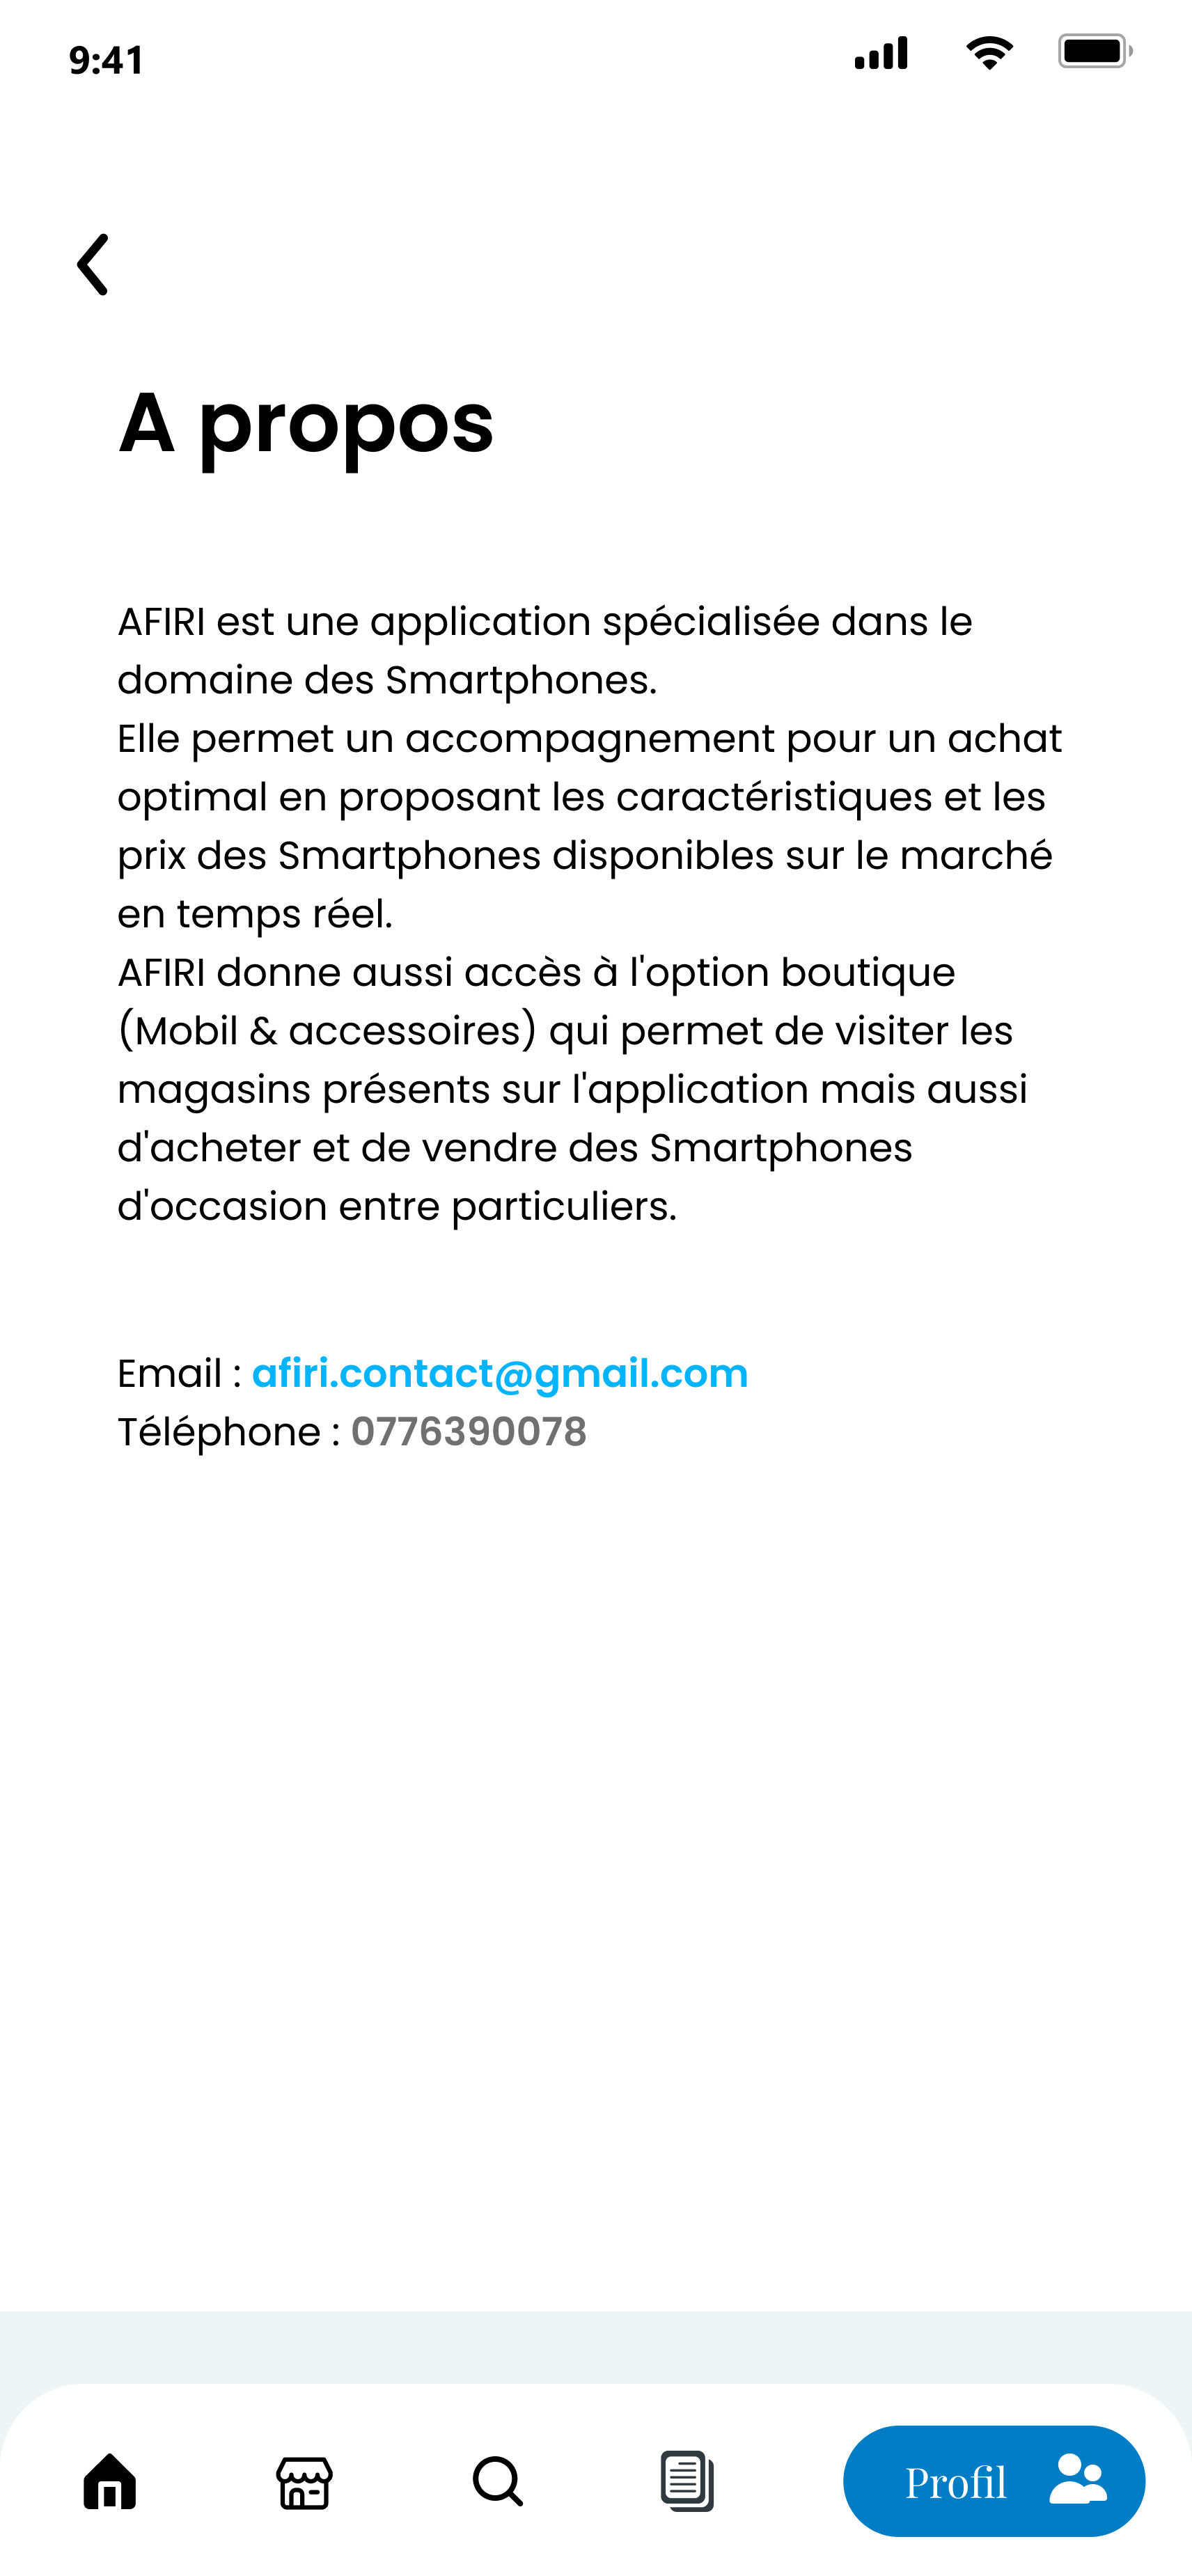 9:41
A propos
AFIRI est une application spécialisée dans le
domaine des Smartphones.
Elle permet un accompagnement pour un achat
optimal en proposant les caractéristiques et les
prix des Smartphones disponibles sur le marché
en temps réel.
AFIRI donne aussi accès à l'option boutique
(Mobil & accessoires) qui permet de visiter les
magasins présents sur l'application mais aussi
d'acheter et de vendre des Smartphones
d'occasion entre particuliers.
Email : afiri.contact@gmail.com
Téléphone : 0776390078
Profil